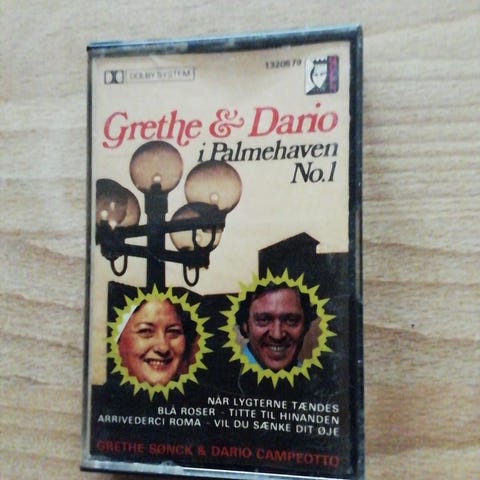 DOLBY SYSTEM
1320679
Grethe & Dario
i Palmehaven
No.1
NÅR LYGTERNE TÆNDES
BLÅ ROSER - TITTE TIL HINANDEN
ARRIVEDERCI ROMA - VIL DU SÆNKE DIT ØJE
GRETHE SØNCK & DARIO CAMPEOTTO